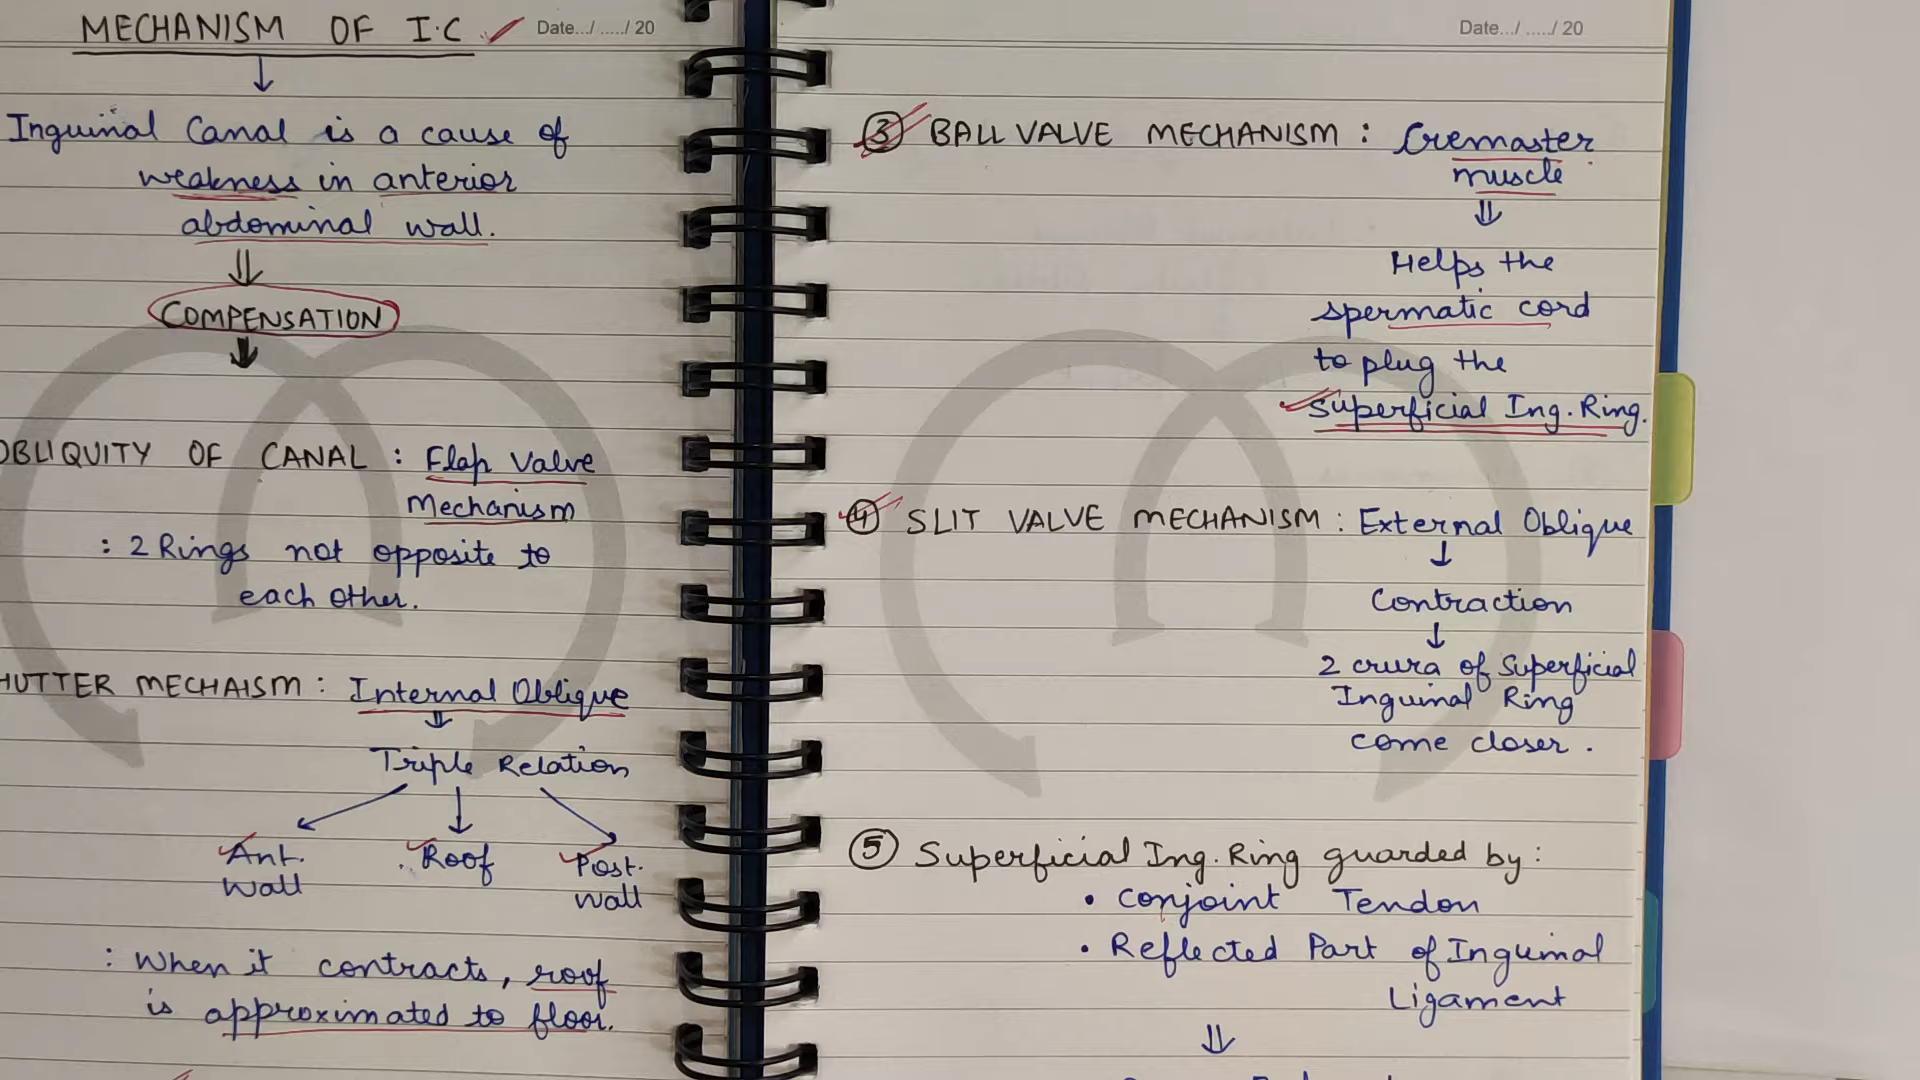 MECHANISM OF I.C
Date.../ ...../ 20
Inguinal Canal is a cause of
weakness in anterior
abdominal wall.
COMPENSATION
OBLIQUITY OF CANAL : Flap Valve
Mechanism
: 2 Rings not opposite to
each other.
HUTTER MECHAISM : Internal Oblique
Triple Relation
Ant. Roof Post.
wall wall
: When it contracts, roof
is approximated to floor.
Date.../ ...../ 20
③ BALL VALVE MECHANISM : Cremaster
muscle
Helps the
spermatic cord
to plug the
Superficial Ing. Ring.
④ SLIT VALVE MECHANISM : External Oblique
Contraction
2 crura of Superficial
Inguinal Ring
come closer.
⑤ Superficial Ing. Ring guarded by :
• Conjoint Tendon
• Reflected Part of Inguinal
Ligament